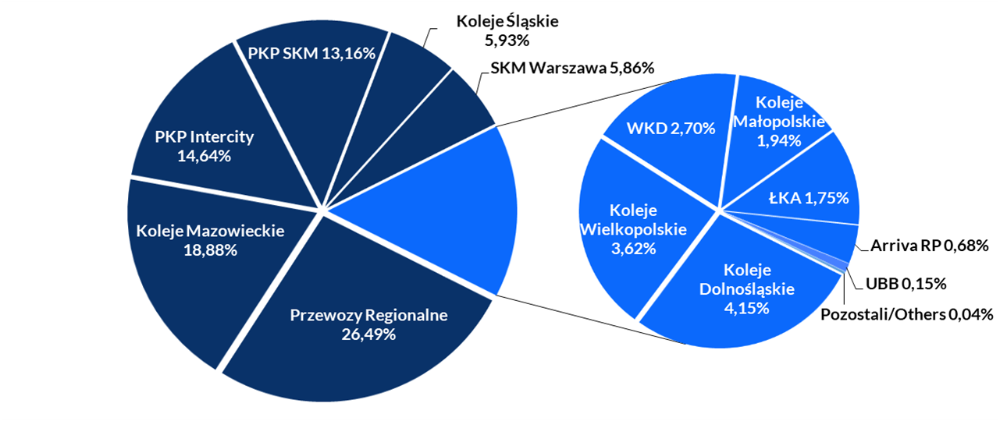 Koleje Śląskie
5,93%
PKP SKM 13,16%
SKM Warszawa 5,86%
PKP Intercity
14,64%
Koleje Mazowieckie
18,88%
Przewozy Regionalne
26,49%
Koleje
Małopolskie
1,94%
WKD 2,70%
ŁKA 1,75%
Koleje
Wielkopolskie
3,62%
Arriva RP 0,68%
Koleje
Dolnośląskie
4,15%
UBB 0,15%
Pozostali/Others 0,04%